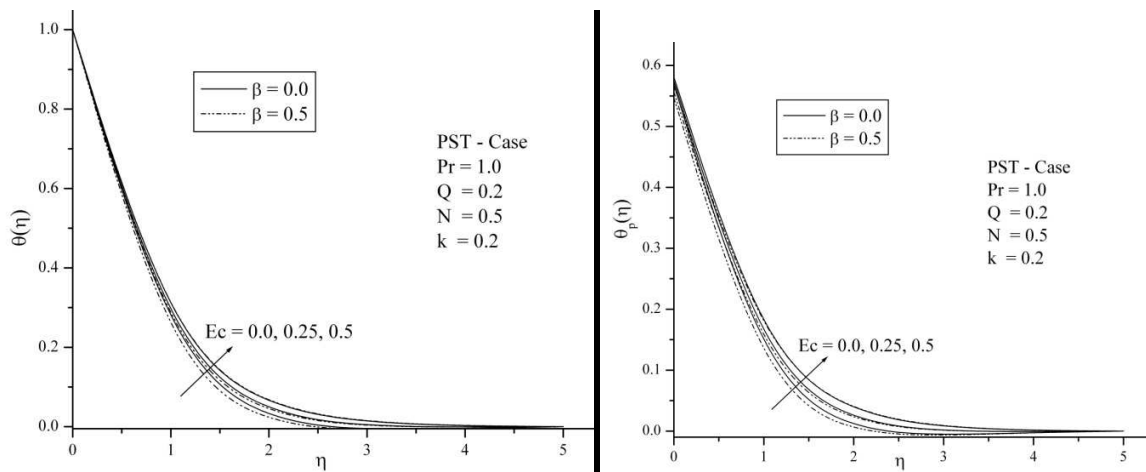 1.0
0.8
0.6
0.4
0.2
0.0
θ(η)
β = 0.0
β = 0.5
PST - Case
Pr = 1.0
Q = 0.2
N = 0.5
k = 0.2
Ec = 0.0, 0.25, 0.5
0 1 2 3 4 5
η
0.6
0.5
0.4
0.3
0.2
0.1
0.0
θp(η)
β = 0.0
β = 0.5
PST - Case
Pr = 1.0
Q = 0.2
N = 0.5
k = 0.2
Ec = 0.0, 0.25, 0.5
0 1 2 3 4 5
η